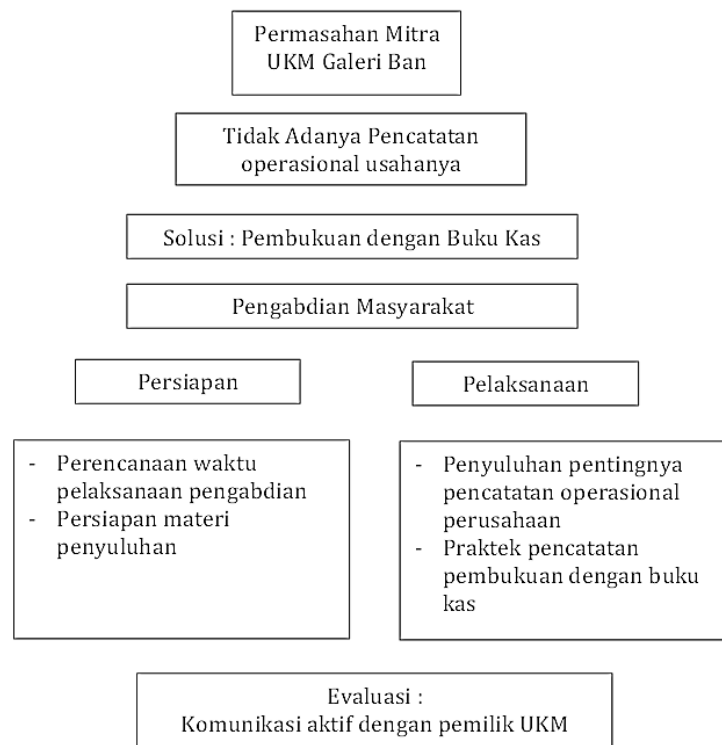 Permasahan Mitra
UKM Galeri Ban
Tidak Adanya Pencatatan
operasional usahanya
Solusi : Pembukuan dengan Buku Kas
Pengabdian Masyarakat
Persiapan
Pelaksanaan
- Perencanaan waktu
pelaksanaan pengabdian
- Persiapan materi
penyuluhan
- Penyuluhan pentingnya
pencatatan operasional
perusahaan
- Praktek pencatatan
pembukuan dengan buku
kas
Evaluasi :
Komunikasi aktif dengan pemilik UKM